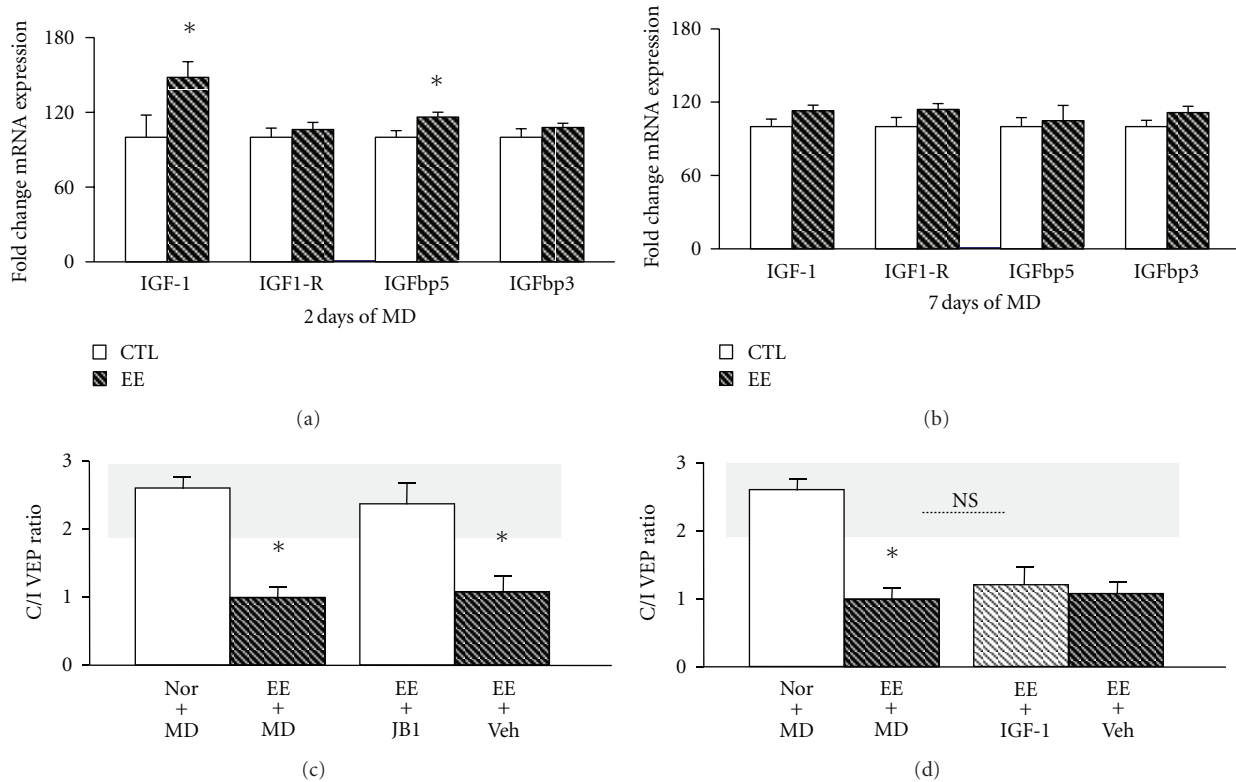 Fold change mRNA expression
180
120
60
0
*
*
IGF-1 IGF1-R IGFbp5 IGFbp3
2 days of MD
CTL
EE
(a)
Fold change mRNA expression
180
120
60
0
IGF-1 IGF1-R IGFbp5 IGFbp3
7 days of MD
CTL
EE
(b)
C/I VEP ratio
3
2
1
0
*
*
Nor EE EE EE
+ + + +
MD MD JB1 Veh
(c)
C/I VEP ratio
3
2
1
0
NS
*
Nor EE EE EE
+ + + +
MD MD IGF-1 Veh
(d)